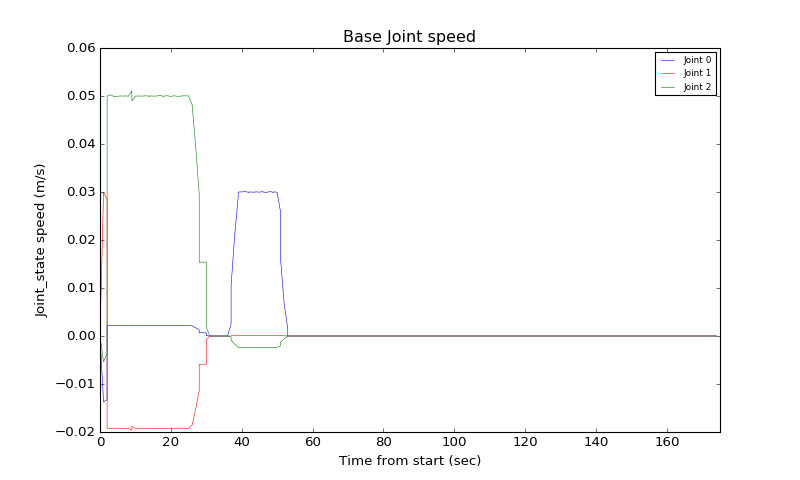 Base Joint speed
Joint 0
Joint 1
Joint 2
0.06
0.05
0.04
0.03
0.02
0.01
0.00
−0.01
−0.02
Joint_state speed (m/s)
0 20 40 60 80 100 120 140 160
Time from start (sec)